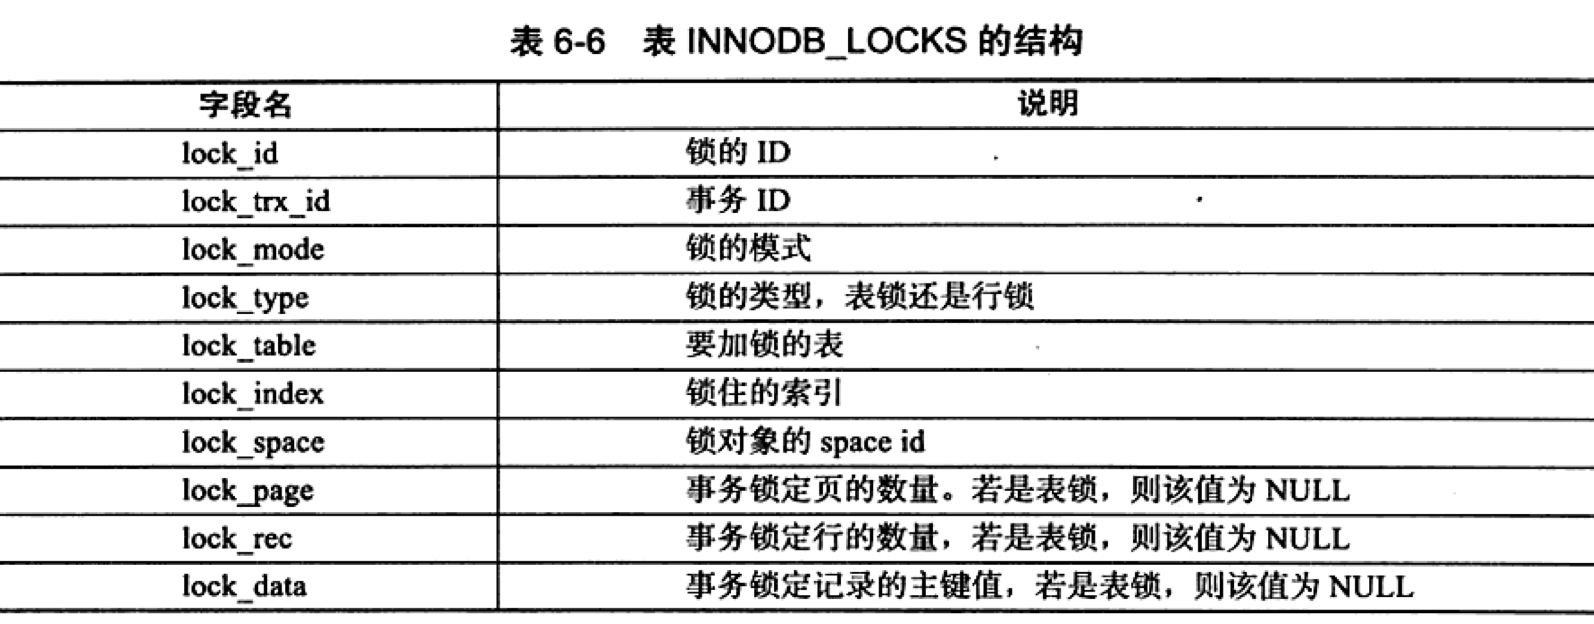 表 6-6 表 INNODB_LOCKS 的结构
字段名 说明
lock_id 锁的 ID
lock_trx_id 事务 ID
lock_mode 锁的模式
lock_type 锁的类型，表锁还是行锁
lock_table 要加锁的表
lock_index 锁住的索引
lock_space 锁对象的 space id
lock_page 事务锁定页的数量。若是表锁，则该值为 NULL
lock_rec 事务锁定行的数量，若是表锁，则该值为 NULL
lock_data 事务锁定记录的主键值，若是表锁，则该值为 NULL